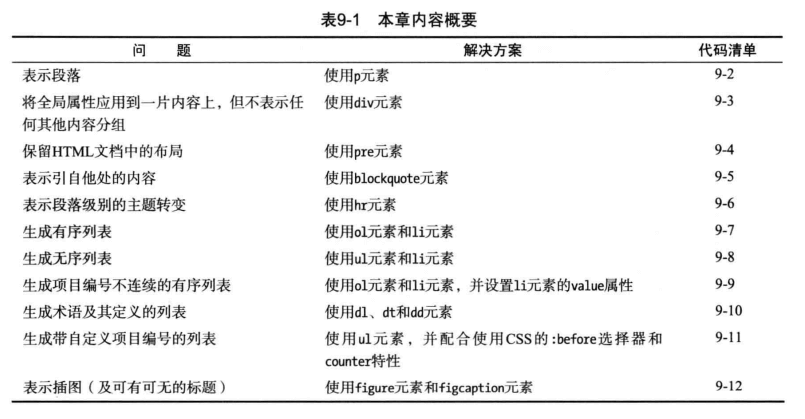 表9-1 本章内容概要
问 题 解决方案 代码清单
表示段落 使用p元素 9-2
将全局属性应用到一片内容上，但不表示任 使用div元素 9-3
何其他内容分组
保留HTML文档中的布局 使用pre元素 9-4
表示引自他处的内容 使用blockquote元素 9-5
表示段落级别的主题转变 使用hr元素 9-6
生成有序列表 使用ol元素和li元素 9-7
生成无序列表 使用ul元素和li元素 9-8
生成项目编号不连续的有序列表 使用ol元素和li元素，并设置li元素的value属性 9-9
生成术语及其定义的列表 使用dl、dt和dd元素 9-10
生成带自定义项目编号的列表 使用ul元素，并配合使用CSS的:before选择器和 9-11
counter特性
表示插图（及可有可无的标题） 使用figure元素和figcaption元素 9-12